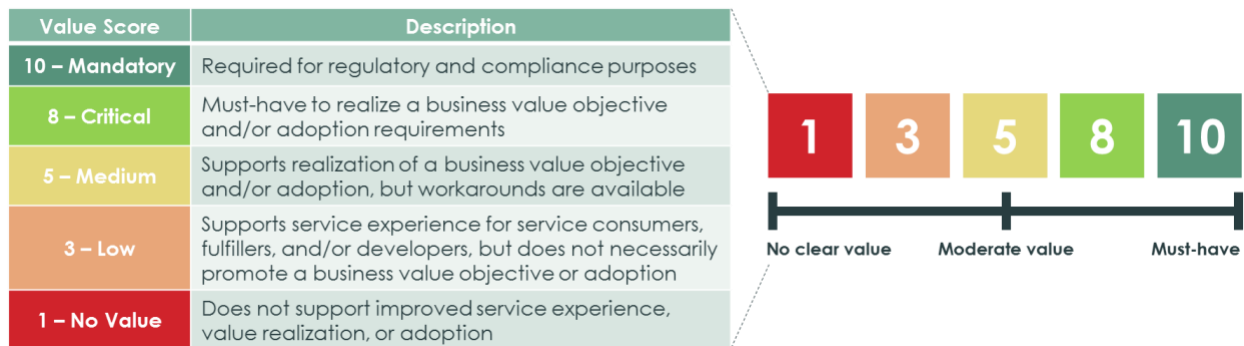 Value Score
Description
10 – Mandatory
Required for regulatory and compliance purposes
8 – Critical
Must-have to realize a business value objective
and/or adoption requirements
5 – Medium
Supports realization of a business value objective
and/or adoption, but workarounds are available
3 – Low
Supports service experience for service consumers,
fulfillers, and/or developers, but does not necessarily
promote a business value objective or adoption
1 – No Value
Does not support improved service experience,
value realization, or adoption
1
3
5
8
10
No clear value
Moderate value
Must-have